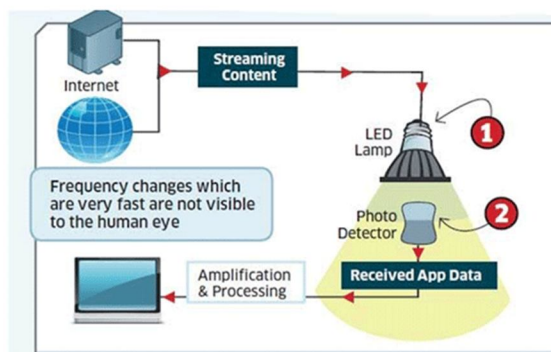 Internet
Streaming
Content
LED
Lamp
1
Frequency changes which
are very fast are not visible
to the human eye
Photo
Detector
2
Received App Data
Amplification
& Processing